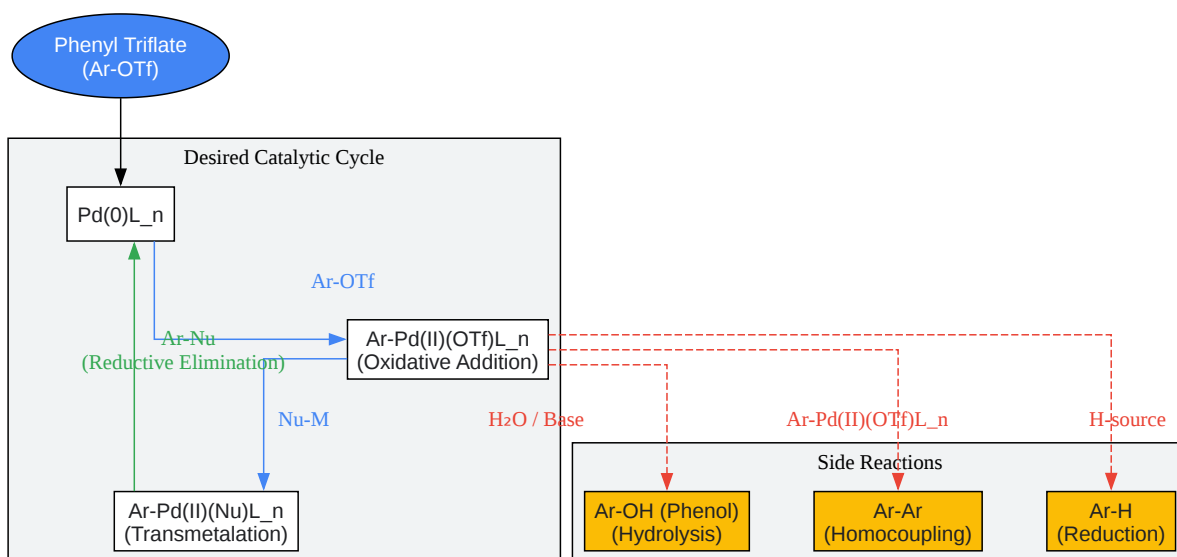 Phenyl Triflate
(Ar-OTf)
Desired Catalytic Cycle
Pd(0)L_n
Ar-OTf
Ar-Nu
(Reductive Elimination)
Ar-Pd(II)(OTf)L_n
(Oxidative Addition)
Nu-M
H₂O / Base
Ar-Pd(II)(OTf)L_n
H-source
Side Reactions
Ar-Pd(II)(Nu)L_n
(Transmetalation)
Ar-OH (Phenol)
(Hydrolysis)
Ar-Ar
(Homocoupling)
Ar-H
(Reduction)